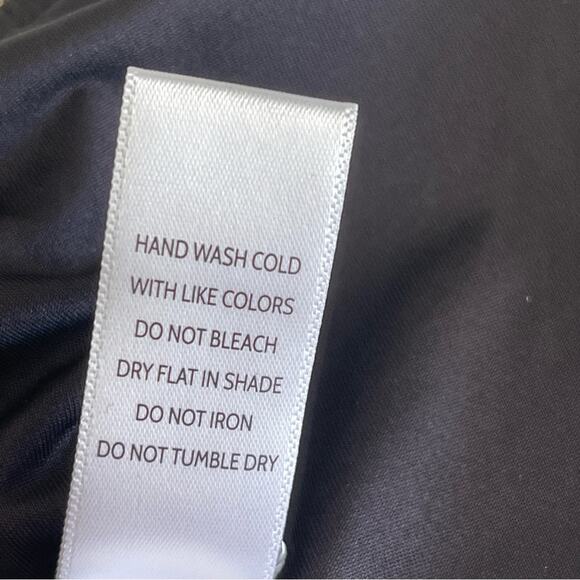 HAND WASH COLD
WITH LIKE COLORS
DO NOT BLEACH
DRY FLAT IN SHADE
DO NOT IRON
DO NOT TUMBLE DRY